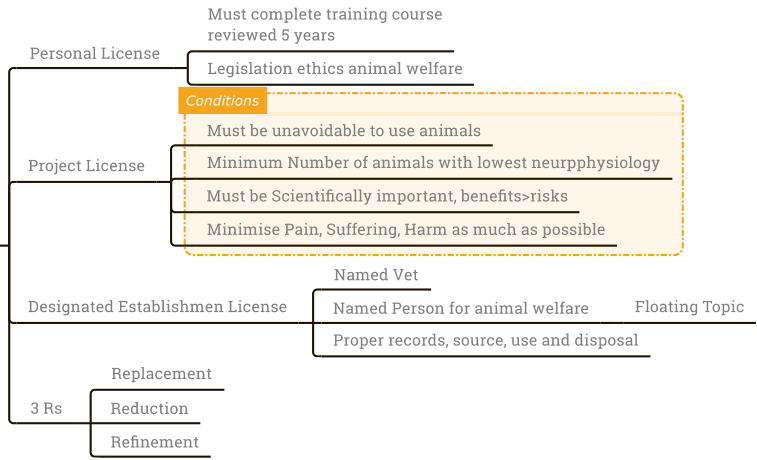 Must complete training course
reviewed 5 years
Personal License
Legislation ethics animal welfare
Conditions
Must be unavoidable to use animals
Project License
Minimum Number of animals with lowest neurpphysiology
Must be Scientifically important, benefits>risks
Minimise Pain, Suffering, Harm as much as possible
Named Vet
Designated Establishmen License
Named Person for animal welfare
Floating Topic
Proper records, source, use and disposal
Replacement
3 Rs
Reduction
Refinement